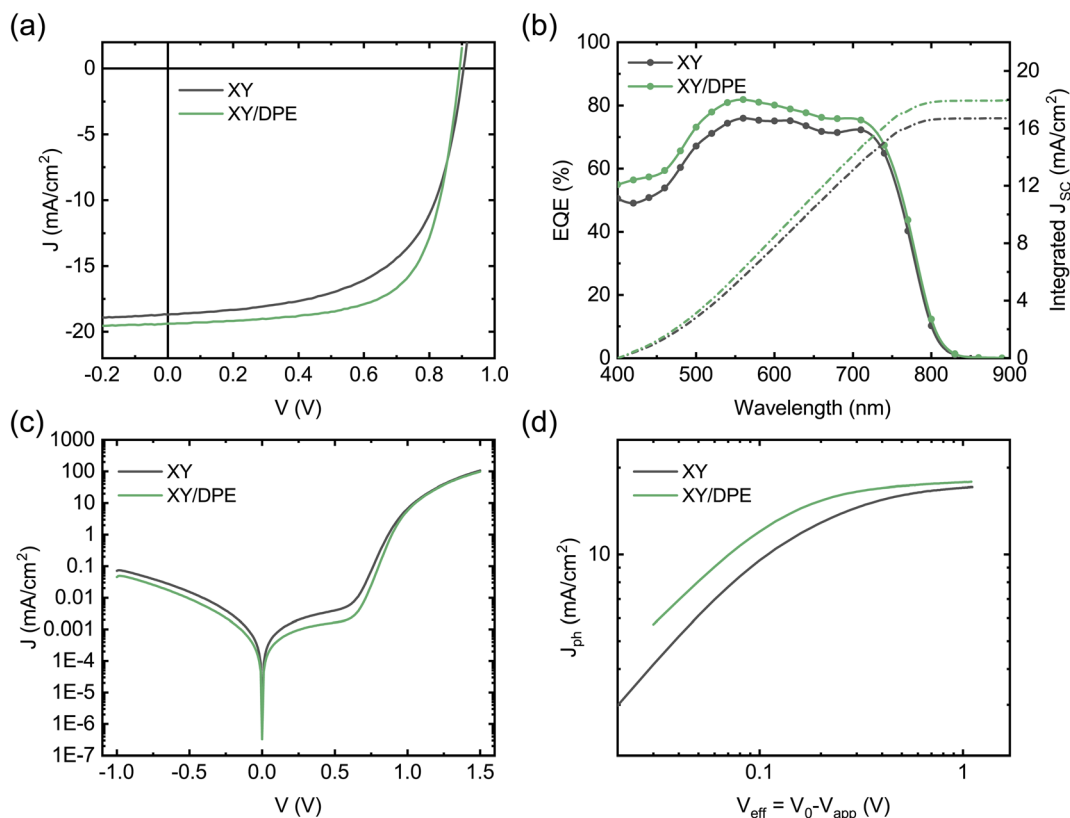 (a)
0
-5
-10
-15
-20
J (mA/cm²)
XY
XY/DPE
-0.2 0.0 0.2 0.4 0.6 0.8 1.0
V (V)
(b)
100
80
60
40
20
0
EQE (%)
XY
XY/DPE
20
16
12
8
4
0
Integrated J_SC (mA/cm²)
400 500 600 700 800 900
Wavelength (nm)
(c)
1000
100
10
1
0.1
0.01
0.001
1E-4
1E-5
1E-6
1E-7
J (mA/cm²)
XY
XY/DPE
-1.0 -0.5 0.0 0.5 1.0 1.5
V (V)
(d)
10
J_ph (mA/cm²)
XY
XY/DPE
0.1 1
V_eff = V_0-V_app (V)